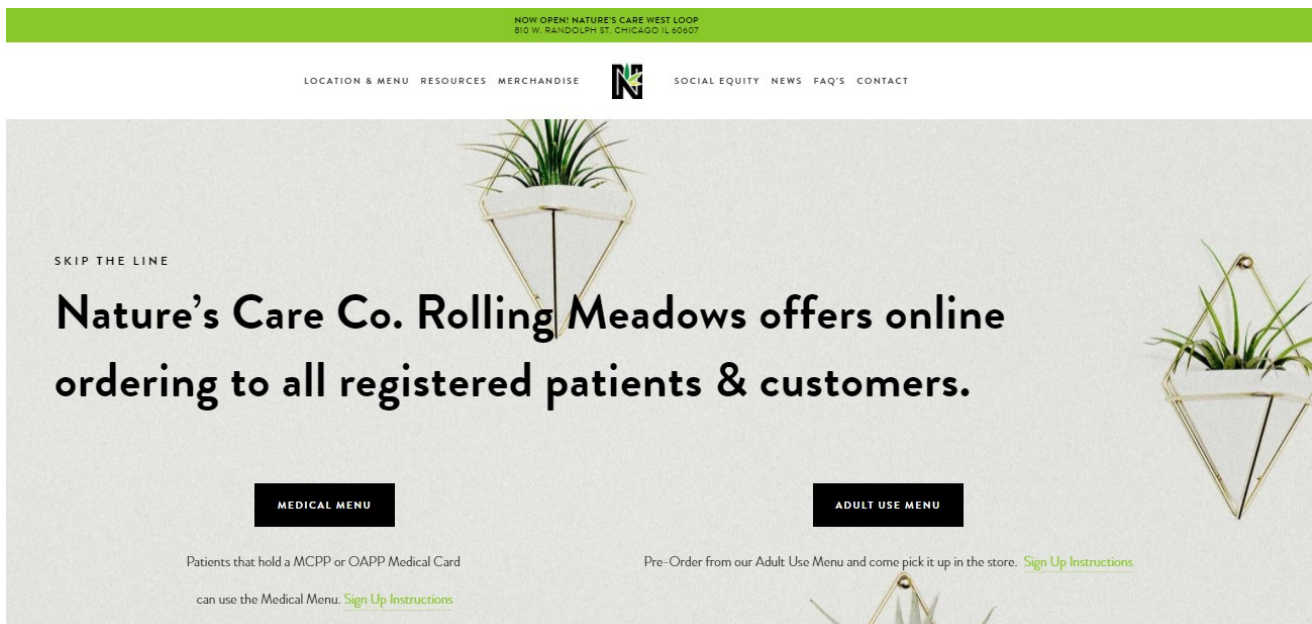 NOW OPEN! NATURE'S CARE WEST LOOP
810 W. RANDOLPH ST. CHICAGO IL 60607
LOCATION & MENU RESOURCES MERCHANDISE N SOCIAL EQUITY NEWS FAQ'S CONTACT
SKIP THE LINE
Nature's Care Co. Rolling Meadows offers online
ordering to all registered patients & customers.
MEDICAL MENU
Patients that hold a MCPP or OAPP Medical Card
can use the Medical Menu. Sign Up Instructions
ADULT USE MENU
Pre-Order from our Adult Use Menu and come pick it up in the store. Sign Up Instructions